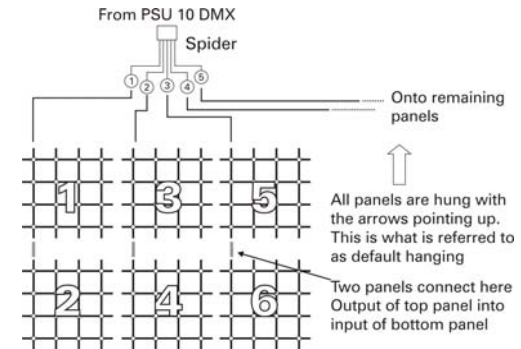 From PSU 10 DMX
Spider
1
2
3
4
5
Onto remaining
panels
1
3
5
All panels are hung with
the arrows pointing up.
This is what is referred to
as default hanging
Two panels connect here
Output of top panel into
input of bottom panel
2
4
6